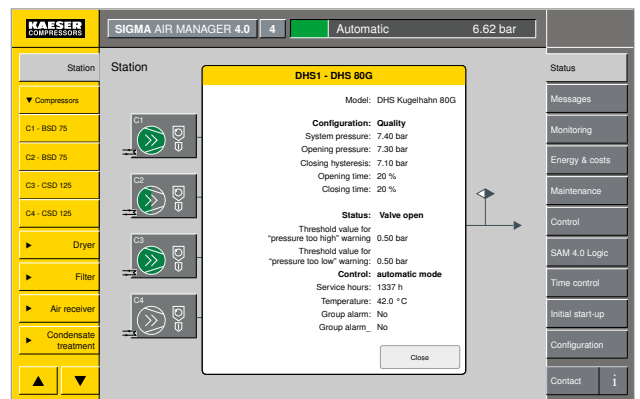 KAESER
COMPRESSORS
SIGMA AIR MANAGER 4.0
4
Automatic
6.62 bar
Station
▼ Compressors
C1 - BSD 75
C2 - BSD 75
C3 - CSD 125
C4 - CSD 125
Dryer
Filter
Air receiver
Condensate
treatment
Station
C1
C2
C3
C4
DHS1 - DHS 80G
Model: DHS Kugelhahn 80G
Configuration: Quality
System pressure: 7.40 bar
Opening pressure: 7.30 bar
Closing hysteresis: 7.10 bar
Opening time: 20 %
Closing time: 20 %
Status: Valve open
Threshold value for
"pressure too high" warning 0.50 bar
Threshold value for
"pressure too low" warning: 0.50 bar
Control: automatic mode
Service hours: 1337 h
Temperature: 42.0 °C
Group alarm: No
Group alarm_ No
Close
Status
Messages
Monitoring
Energy & costs
Maintenance
Control
SAM 4.0 Logic
Time control
Initial start-up
Configuration
Contact i